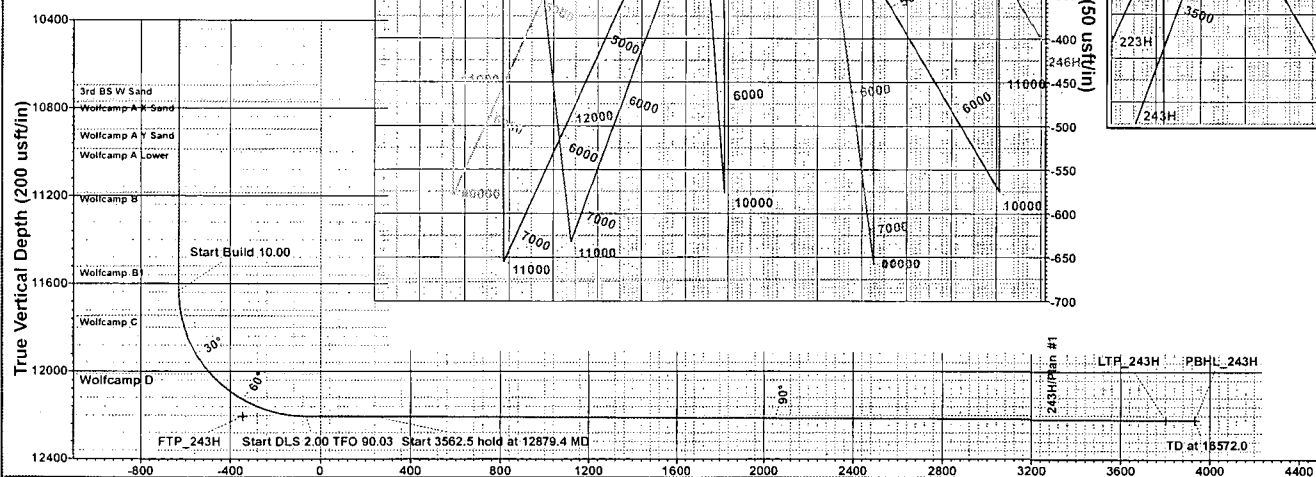 10400
10800
11200
11600
12000
12400
True Vertical Depth (200 usft/in)
3rd BS W Sand
Wolfcamp A X Sand
Wolfcamp A Y Sand
Wolfcamp A Lower
Wolfcamp B
Wolfcamp B1
Wolfcamp C
Wolfcamp D
Start Build 10.00
30°
60°
90°
FTP_243H
Start DLS 2.00 TFO 90.03
Start 3562.5 hold at 12879.4 MD
243H/Plan #1
LTP_243H
PBHL_243H
TD at 16572.0
-800
-400
0
400
800
1200
1600
2000
2400
2800
3200
3600
4000
4400
5000
6000
12000
6000
7000
11000
7000
11000
6000
10000
6000
7000
6000
10000
11000
-400
246H
-450
-500
-550
-600
-650
-700
(50 usft/in)
3500
223H
243H